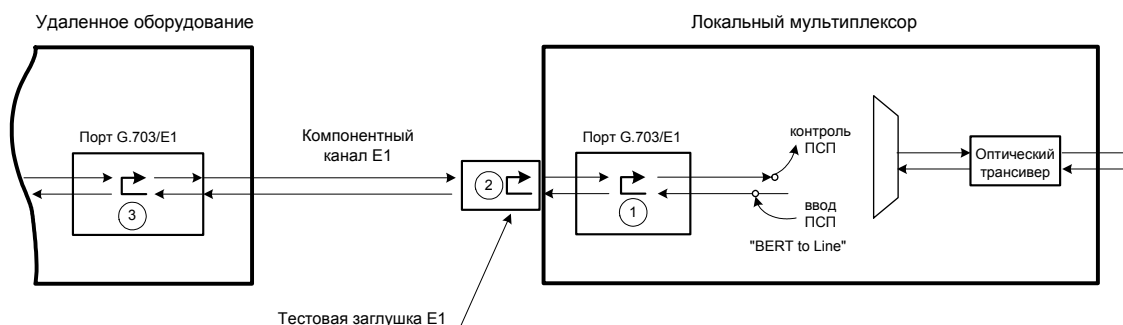 Удаленное оборудование
Локальный мультиплексор
Порт G.703/E1
Компонентный
канал E1
Порт G.703/E1
контроль
ПСП
Оптический
трансивер
2
3
1
ввод
ПСП
"BERT to Line"
Тестовая заглушка E1